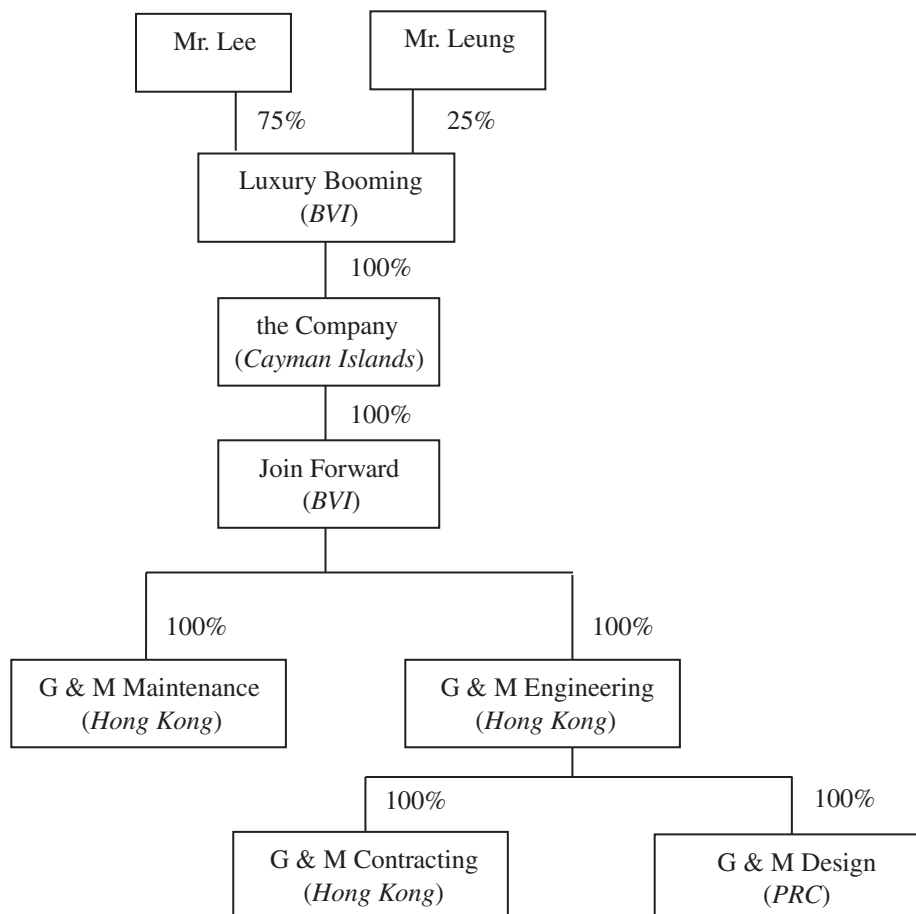 Mr. Lee
Mr. Leung
75%
25%
Luxury Booming
(BVI)
100%
the Company
(Cayman Islands)
100%
Join Forward
(BVI)
100%
100%
G & M Maintenance
(Hong Kong)
G & M Engineering
(Hong Kong)
100%
100%
G & M Contracting
(Hong Kong)
G & M Design
(PRC)